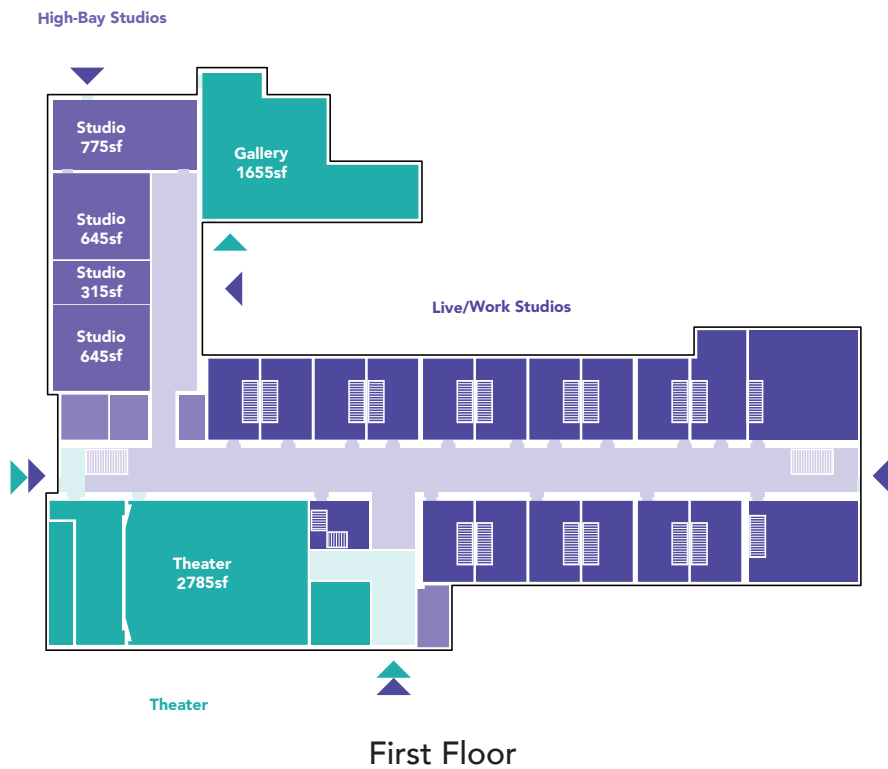 High-Bay Studios
Studio
775sf
Gallery
1655sf
Studio
645sf
Studio
315sf
Live/Work Studios
Studio
645sf
Theater
2785sf
Theater
First Floor